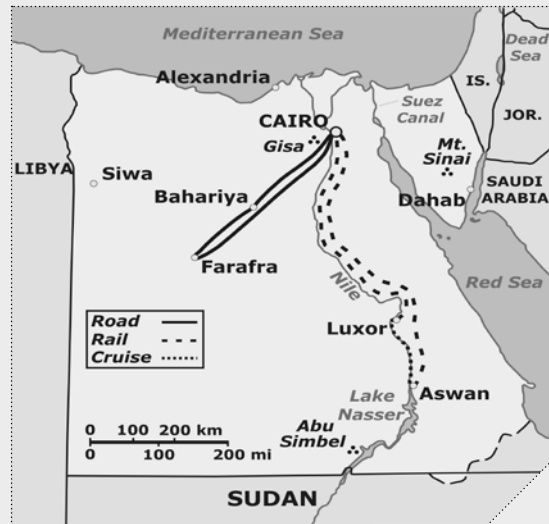 Mediterranean Sea
Dead
Sea
Alexandria
IS.
Suez
Canal
JOR.
CAIRO
Gisa
Mt.
Sinai
LIBYA
Siwa
SAUDI
ARABIA
Bahariya
Dahab
Farafra
Red Sea
Nile
Road
Rail
Cruise
Luxor
Aswan
Lake
Nasser
Abu
Simbel
0 100 200 km
0 100 200 mi
SUDAN